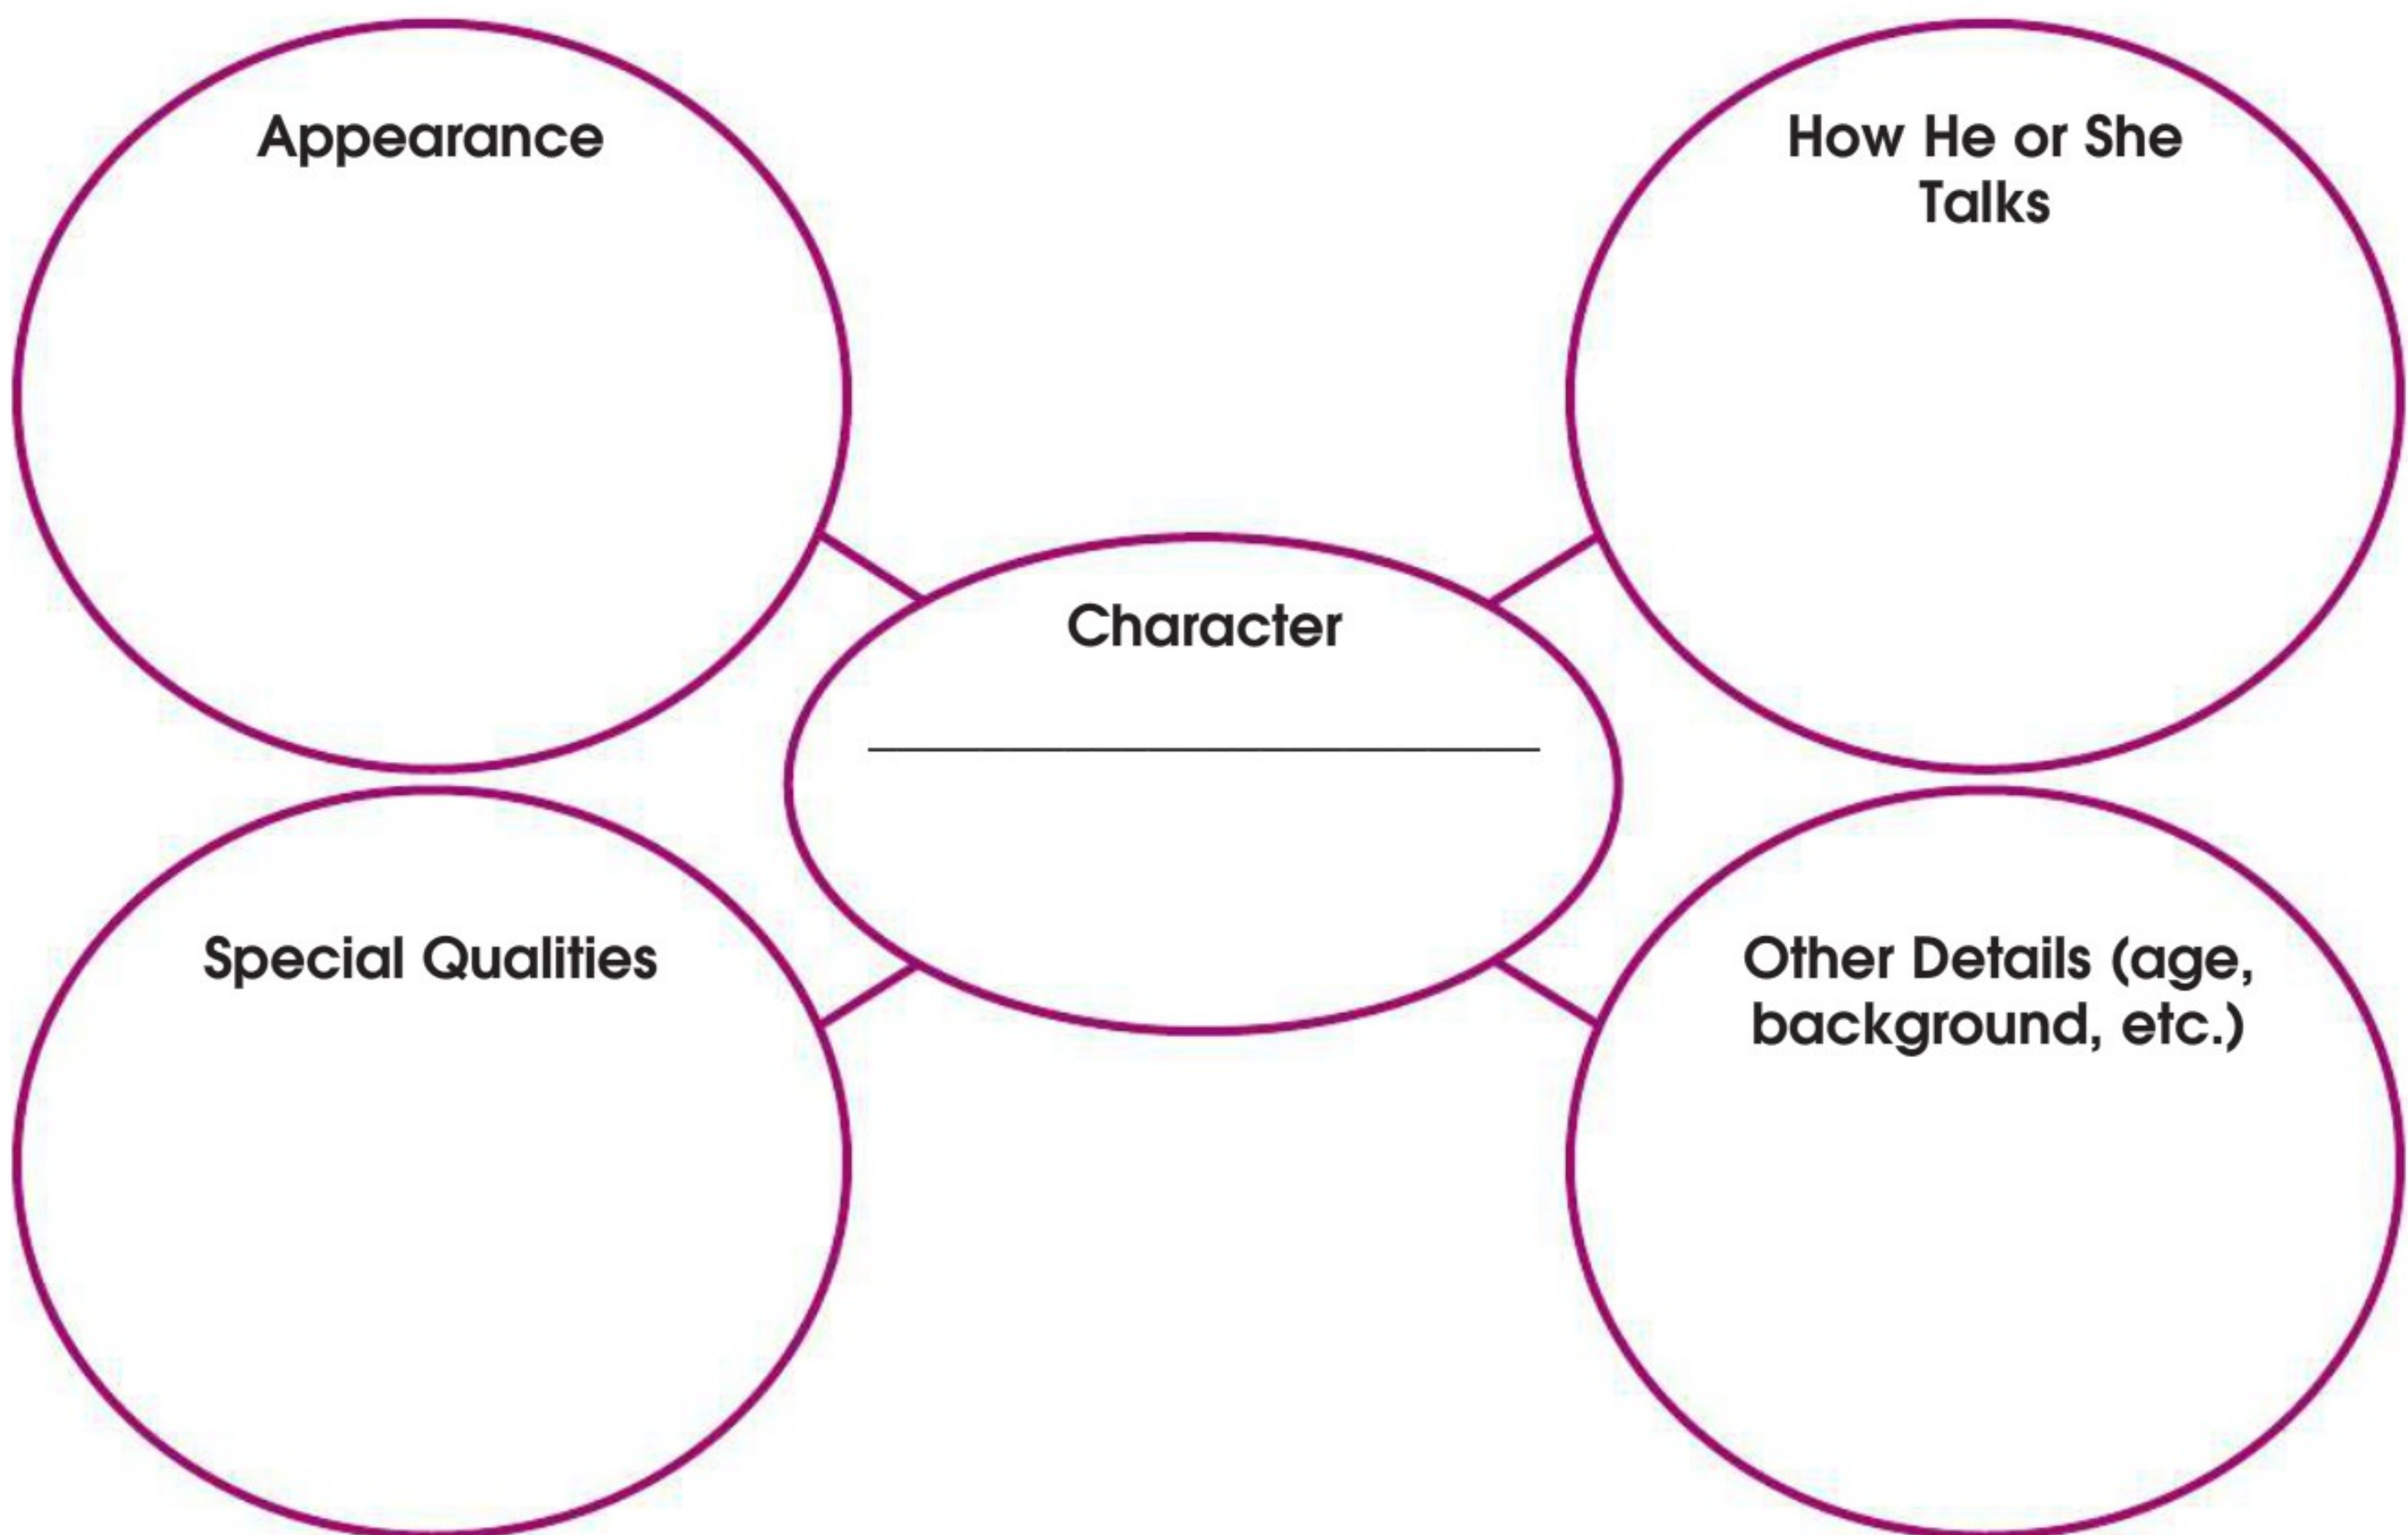 Appearance
How He or She
Talks
Character
Special Qualities
Other Details (age,
background, etc.)